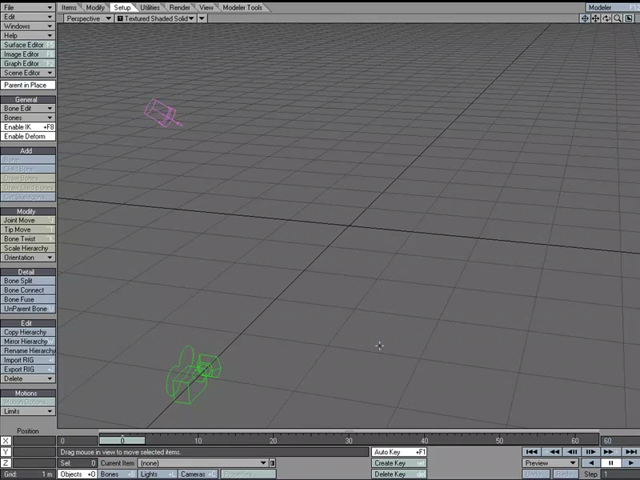 File Items Modify Setup Utilities Render View Modeler Tools Modeler
Edit Perspective Textured Shaded Solid
Windows
Help
Surface Editor
Image Editor
Graph Editor
Scene Editor
Parent in Place
General
Bone Edit
Bones
Enable IK +F8
Enable Deform
Add
Modify
Joint Move
Tip Move
Bone Twist
Scale Hierarchy
Orientation
Detail
Bone Split
Bone Connect
Bone Fuse
UnParent Bone
Edit
Copy Hierarchy
Mirror Hierarchy
Rename Hierarchy
Import RIG
Export RIG
Delete
Motions
Limits
Position
X 0 0 10 20 30 40 50 60 60
Y Drag mouse in view to move selected items. Auto Key +F1
Z Sel: 0 Current Item (none) Create Key Preview
Grid: 1 m Objects +O Bones Lights Cameras Delete Key Step 1